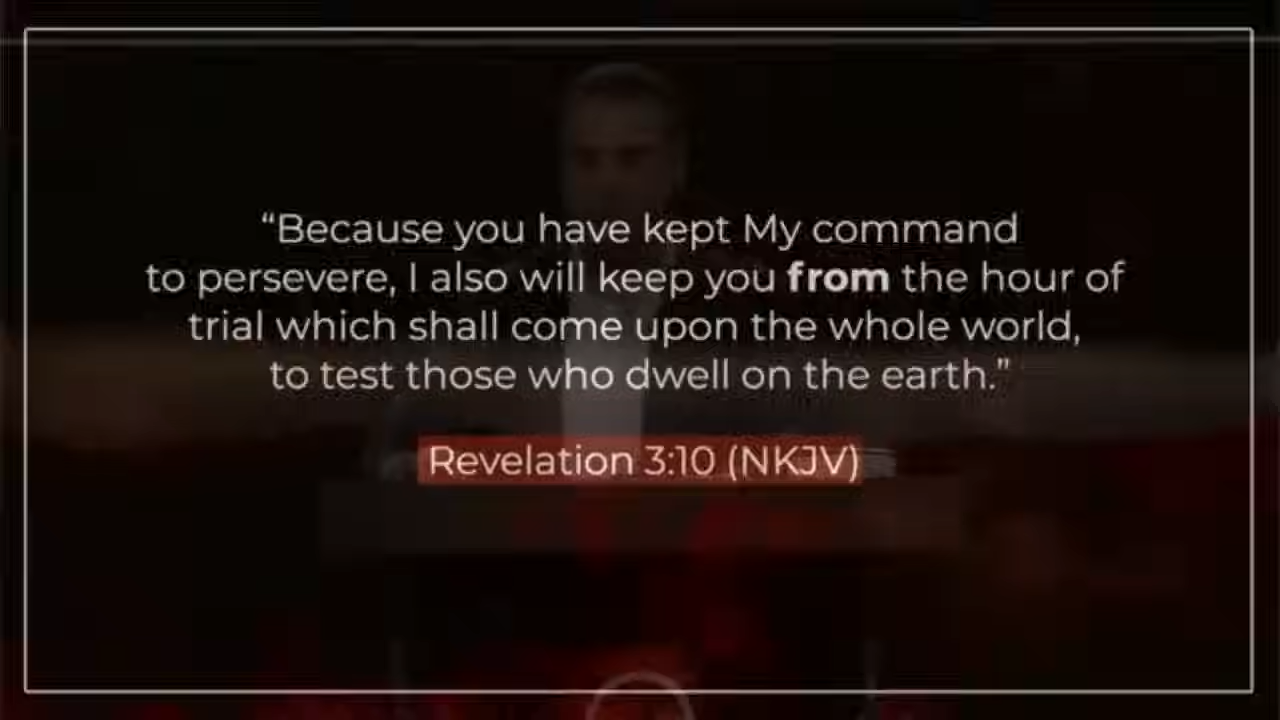 “Because you have kept My command
to persevere, I also will keep you from the hour of
trial which shall come upon the whole world,
to test those who dwell on the earth.”
Revelation 3:10 (NKJV)